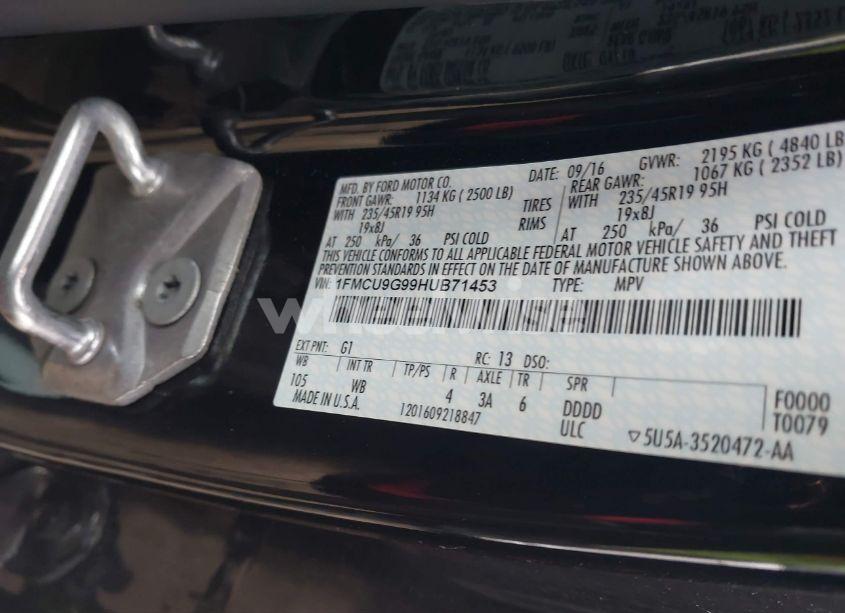 MFD. BY FORD MOTOR CO. DATE: 09/16 GVWR: 2195 KG ( 4840 LB
FRONT GAWR: 1134 KG ( 2500 LB) REAR GAWR: 1067 KG ( 2352 LB)
WITH 235/45R19 95H TIRES WITH 235/45R19 95H
19x8J RIMS 19x8J
AT 250 kPa/ 36 PSI COLD AT 250 kPa/ 36 PSI COLD
THIS VEHICLE CONFORMS TO ALL APPLICABLE FEDERAL MOTOR VEHICLE SAFETY AND THEFT
PREVENTION STANDARDS IN EFFECT ON THE DATE OF MANUFACTURE SHOWN ABOVE.
VIN: 1FMCU9G99HUB71453 TYPE: MPV
EXT PNT: G1 RC: 13 DSO:
WB INT TR TP/PS R AXLE TR SPR
105 WB 4 3A 6 DDDD F0000
MADE IN U.S.A. 1201609218847 ULC T0079
▽5U5A-3520472-AA